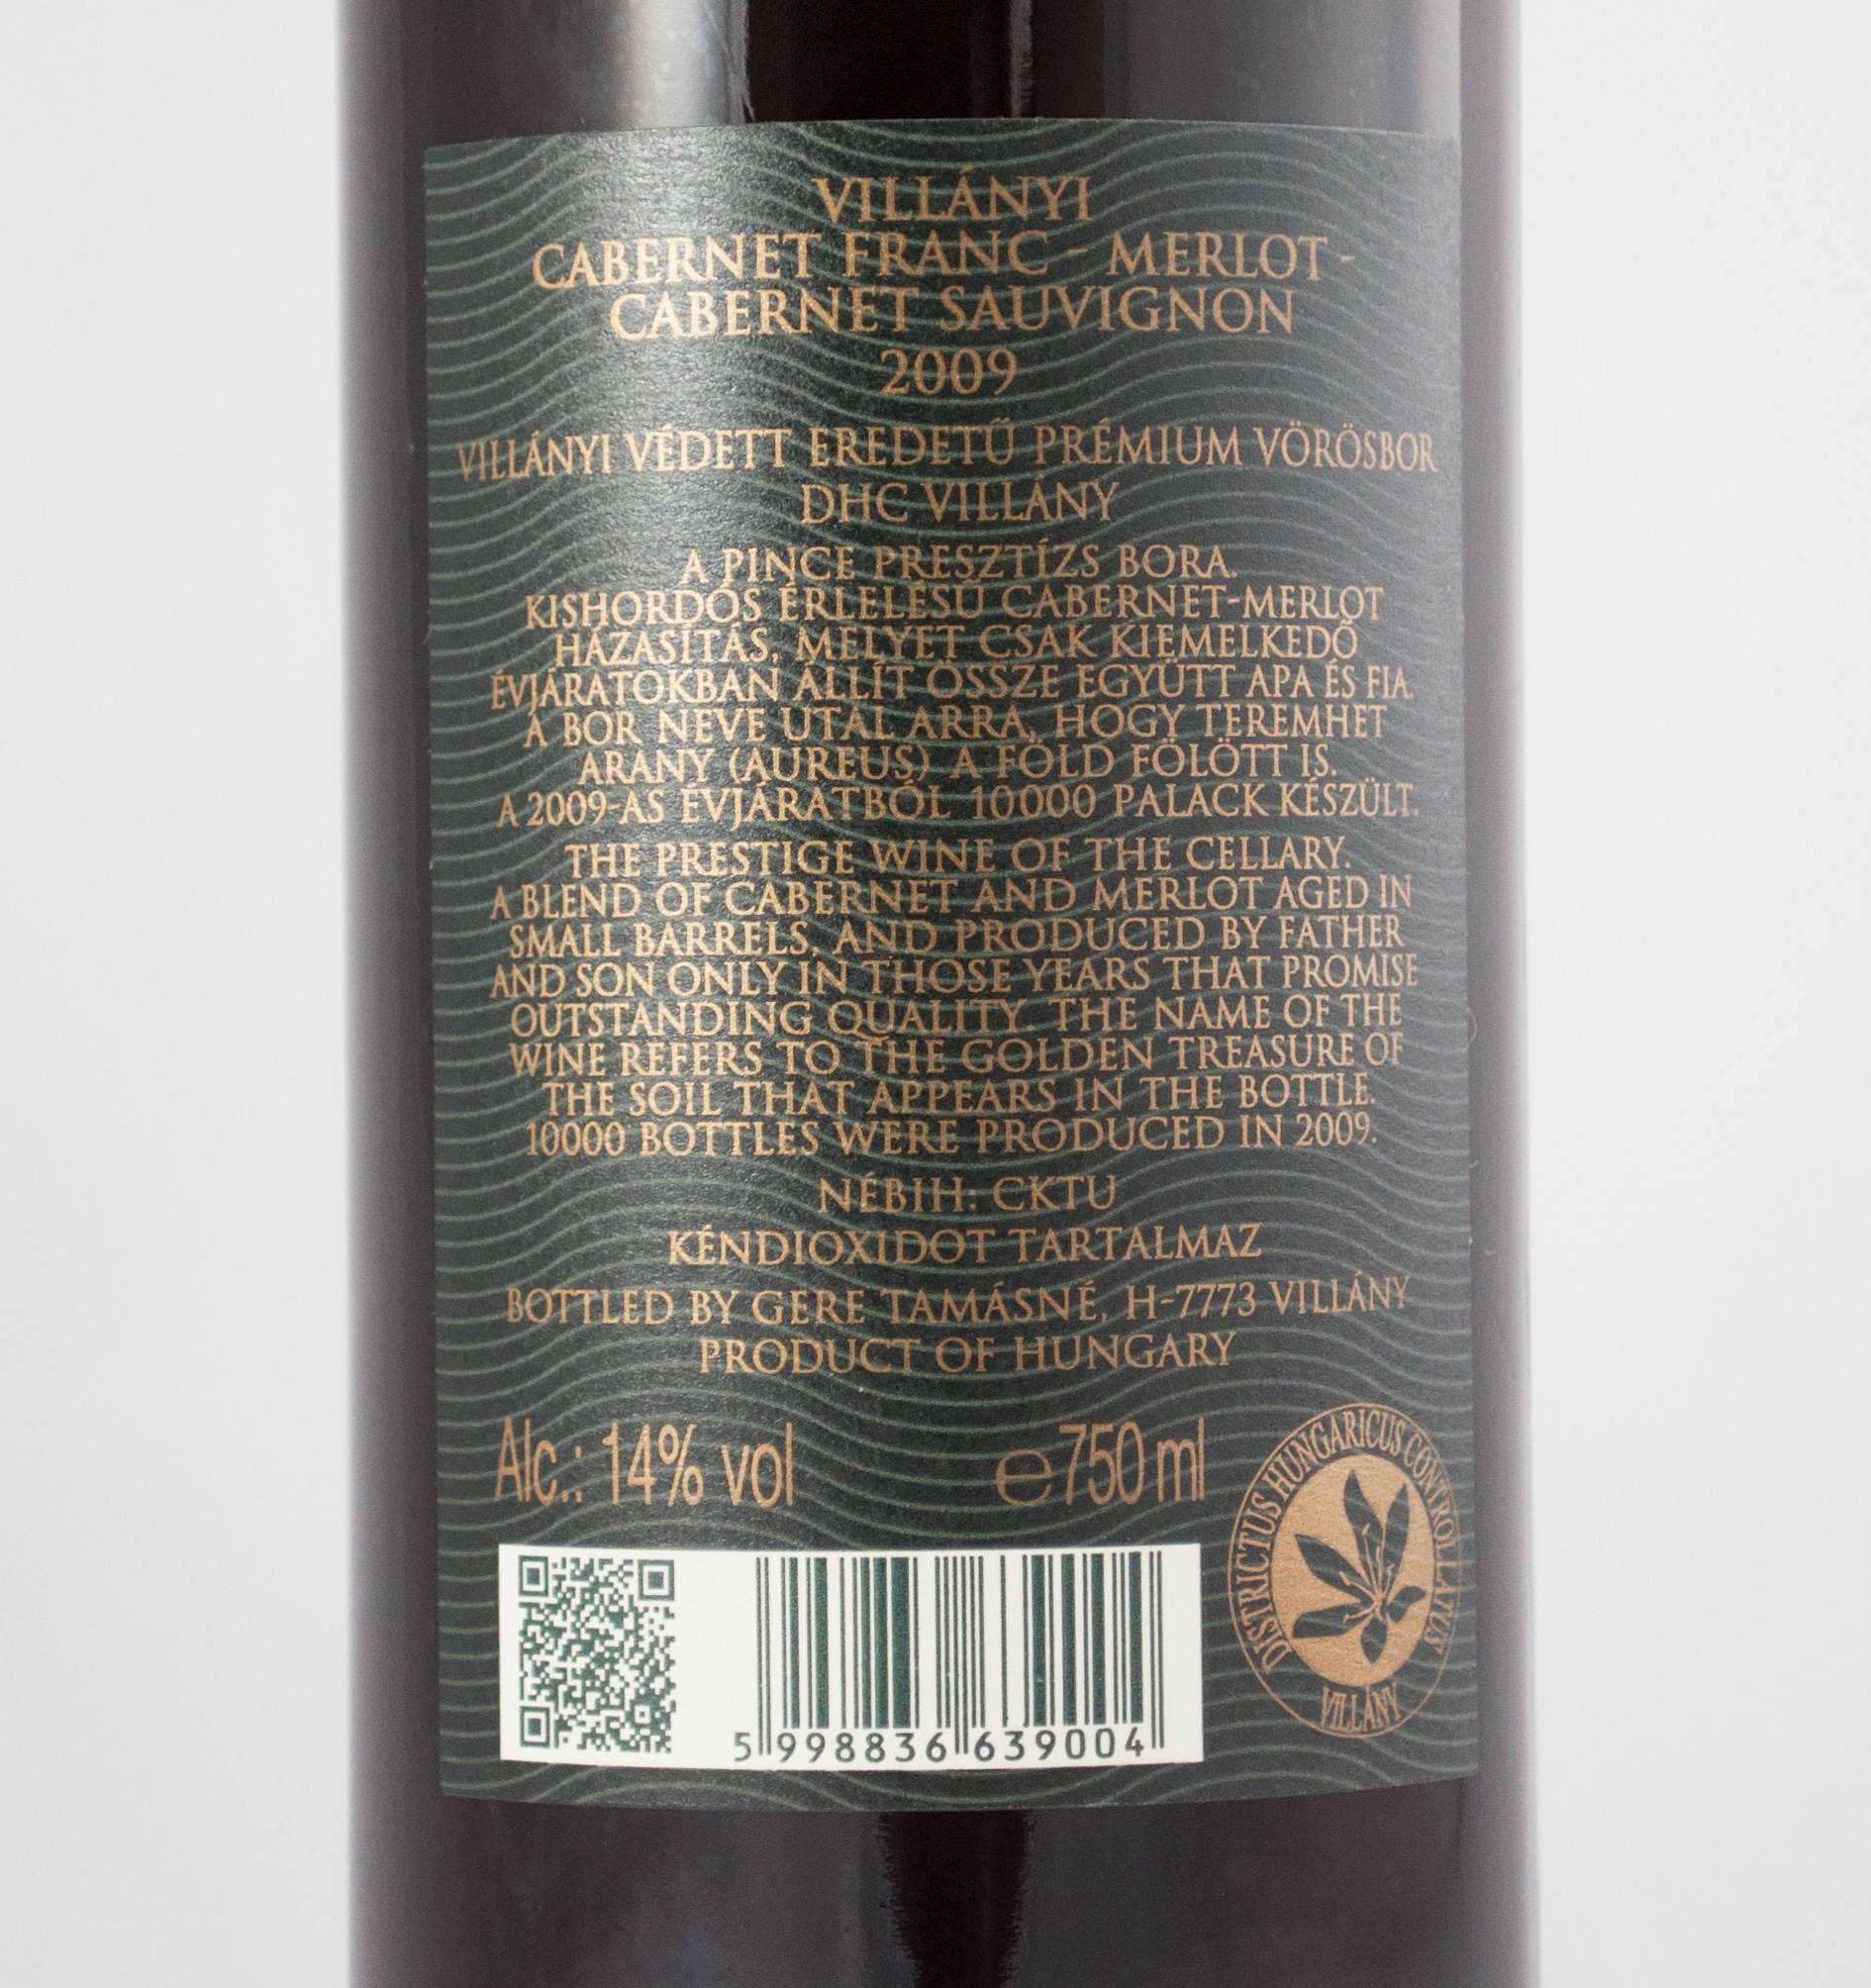 VILLÁNYI
CABERNET FRANC - MERLOT -
CABERNET SAUVIGNON
2009
VILLÁNYI VÉDETT EREDETŰ PRÉMIUM VÖRÖSBOR
DHC VILLÁNY
A PINCE PRESZTÍZS BORA.
KISHORDÓS ÉRLELÉSŰ CABERNET-MERLOT
HÁZASÍTÁS, MELYET CSAK KIEMELKEDŐ
ÉVJÁRATOKBAN ÁLLÍT ÖSSZE EGYÜTT APA ÉS FIA.
A BOR NEVE UTAL ARRA, HOGY TEREMHET
ARANY (AUREUS) A FÖLD FÖLÖTT IS.
A 2009-AS ÉVJÁRATBÓL 10000 PALACK KÉSZÜLT.
THE PRESTIGE WINE OF THE CELLARY.
A BLEND OF CABERNET AND MERLOT AGED IN
SMALL BARRELS, AND PRODUCED BY FATHER
AND SON ONLY IN THOSE YEARS THAT PROMISE
OUTSTANDING QUALITY. THE NAME OF THE
WINE REFERS TO THE GOLDEN TREASURE OF
THE SOIL THAT APPEARS IN THE BOTTLE.
10000 BOTTLES WERE PRODUCED IN 2009.
NÉBIH: CKTU
KÉNDIOXIDOT TARTALMAZ
BOTTLED BY GERE TAMÁSNÉ, H-7773 VILLÁNY
PRODUCT OF HUNGARY
Alc.: 14% vol ℮750 ml
DISTRICTUS HUNGARICUS CONTROLLATUS
VILLÁNY
5 998836 639004